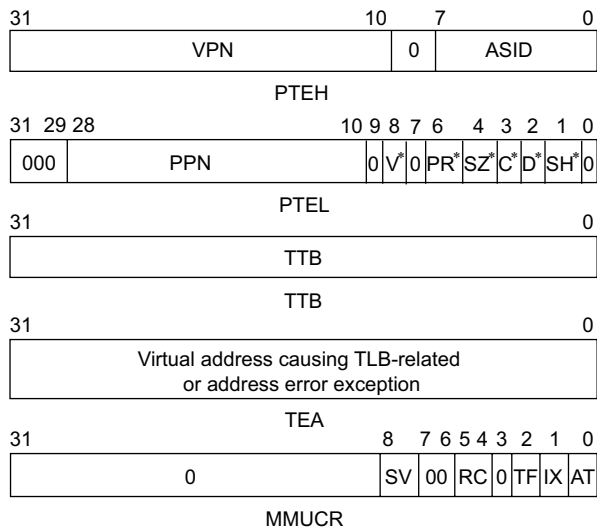 31 10 7 0
VPN 0 ASID
PTEH
31 29 28 10 9 8 7 6 4 3 2 1 0
000 PPN 0 V* 0 PR* SZ* C* D* SH* 0
PTEL
31 0
TTB
TTB
31 0
Virtual address causing TLB-related
or address error exception
TEA
31 8 7 6 5 4 3 2 1 0
0 SV 00 RC 0 TF IX AT
MMUCR